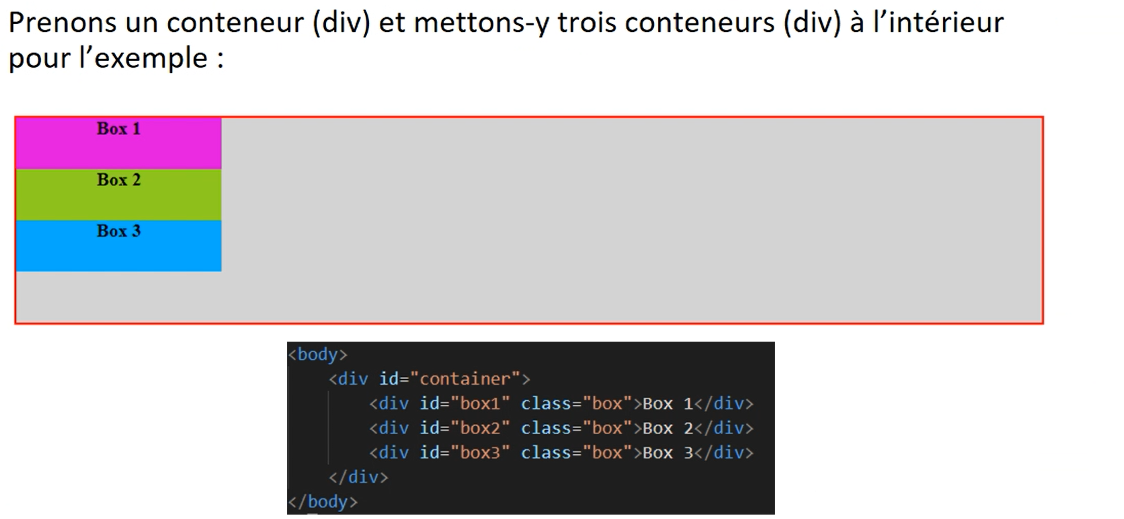 Prenons un conteneur (div) et mettons-y trois conteneurs (div) à l’intérieur
pour l’exemple :
Box 1
Box 2
Box 3
<body>
<div id="container">
<div id="box1" class="box">Box 1</div>
<div id="box2" class="box">Box 2</div>
<div id="box3" class="box">Box 3</div>
</div>
</body>